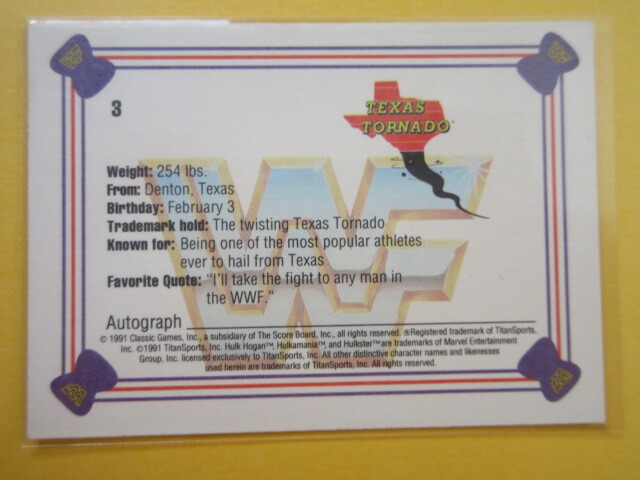 3
TEXAS
TORNADO™
Weight: 254 lbs.
From: Denton, Texas
Birthday: February 3
Trademark hold: The twisting Texas Tornado
Known for: Being one of the most popular athletes
ever to hail from Texas
Favorite Quote: "I'll take the fight to any man in
the WWF."
WF
Autograph
© 1991 Classic Games, Inc., a subsidiary of The Score Board, Inc., all rights reserved. ®Registered trademark of TitanSports,
Inc. ©1991 TitanSports, Inc. Hulk Hogan™, Hulkamania™, and Hulkster™ are trademarks of Marvel Entertainment
Group, Inc. licensed exclusively to TitanSports, Inc. All other distinctive character names and likenesses
used herein are trademarks of TitanSports, Inc. All rights reserved.